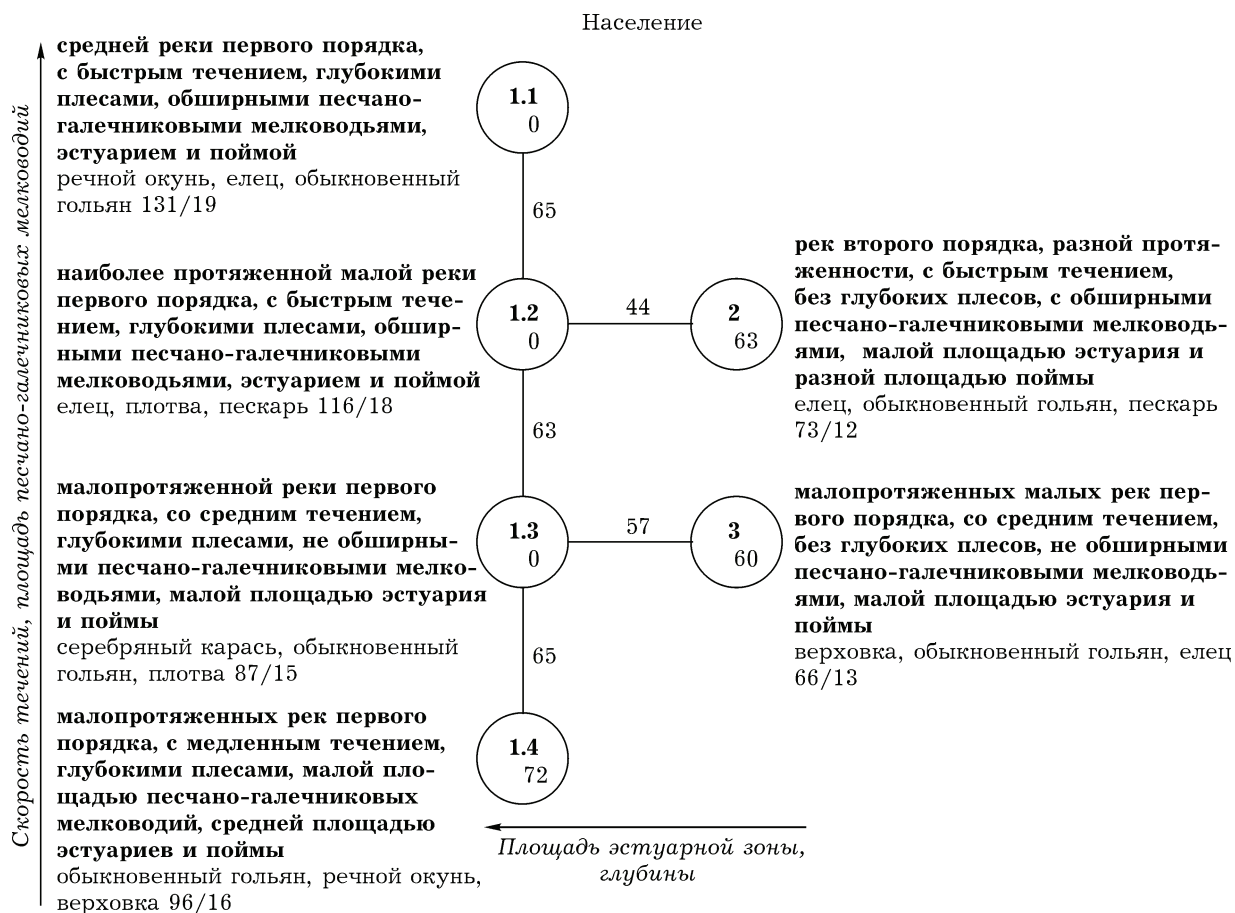 Население
Скорость течений, площадь песчано-галечниковых мелководий
средней реки первого порядка,
с быстрым течением, глубокими
плесами, обширными песчано-
галечниковыми мелководьями,
эстуарием и поймой
речной окунь, елец, обыкновенный
гольян 131/19
1.1
0
65
наиболее протяженной малой реки
первого порядка, с быстрым тече-
нием, глубокими плесами, обшир-
ными песчано-галечниковыми
мелководьями, эстуарием и поймой
елец, плотва, пескарь 116/18
1.2
0
44
2
63
рек второго порядка, разной протя-
женности, с быстрым течением,
без глубоких плесов, с обширными
песчано-галечниковыми мелководь-
ями, малой площадью эстуария и
разной площадью поймы
елец, обыкновенный гольян, пескарь
73/12
63
малопротяженной реки первого
порядка, со средним течением,
глубокими плесами, не обширны-
ми песчано-галечниковыми мелко-
водьями, малой площадью эстуария
и поймы
серебряный карась, обыкновенный
гольян, плотва 87/15
1.3
0
57
3
60
малопротяженных малых рек пер-
вого порядка, со средним течением,
без глубоких плесов, не обширными
песчано-галечниковыми мелководь-
ями, малой площадью эстуария и
поймы
верховка, обыкновенный гольян, елец
66/13
65
малопротяженных рек первого
порядка, с медленным течением,
глубокими плесами, малой пло-
щадью песчано-галечниковых
мелководий, средней площадью
эстуариев и поймы
обыкновенный гольян, речной окунь,
верховка 96/16
1.4
72
Площадь эстуарной зоны,
глубины